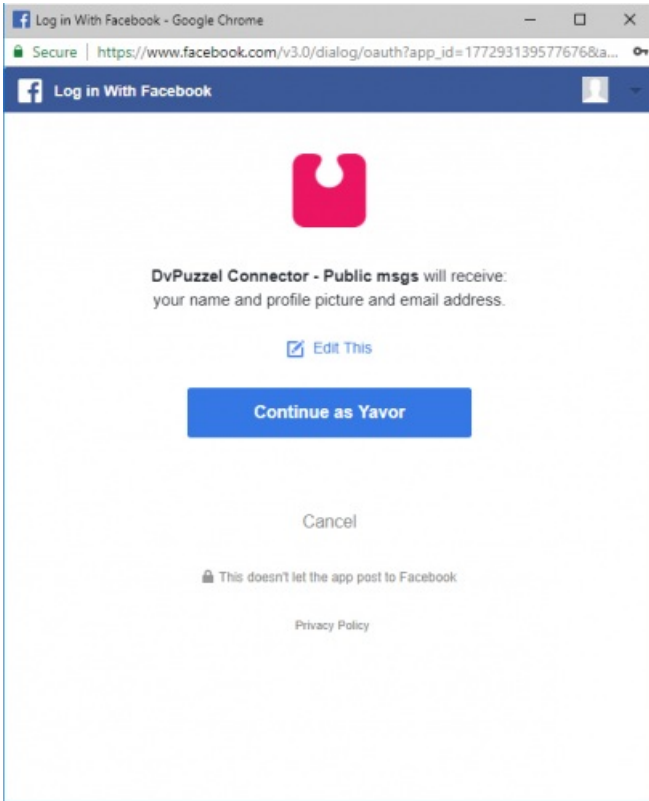 Log in With Facebook - Google Chrome
Secure | https://www.facebook.com/v3.0/dialog/oauth?app_id=1772931395776768&a...
Log in With Facebook
DvPuzzel Connector - Public msgs will receive:
your name and profile picture and email address.
Edit This
Continue as Yavor
Cancel
This doesn't let the app post to Facebook
Privacy Policy